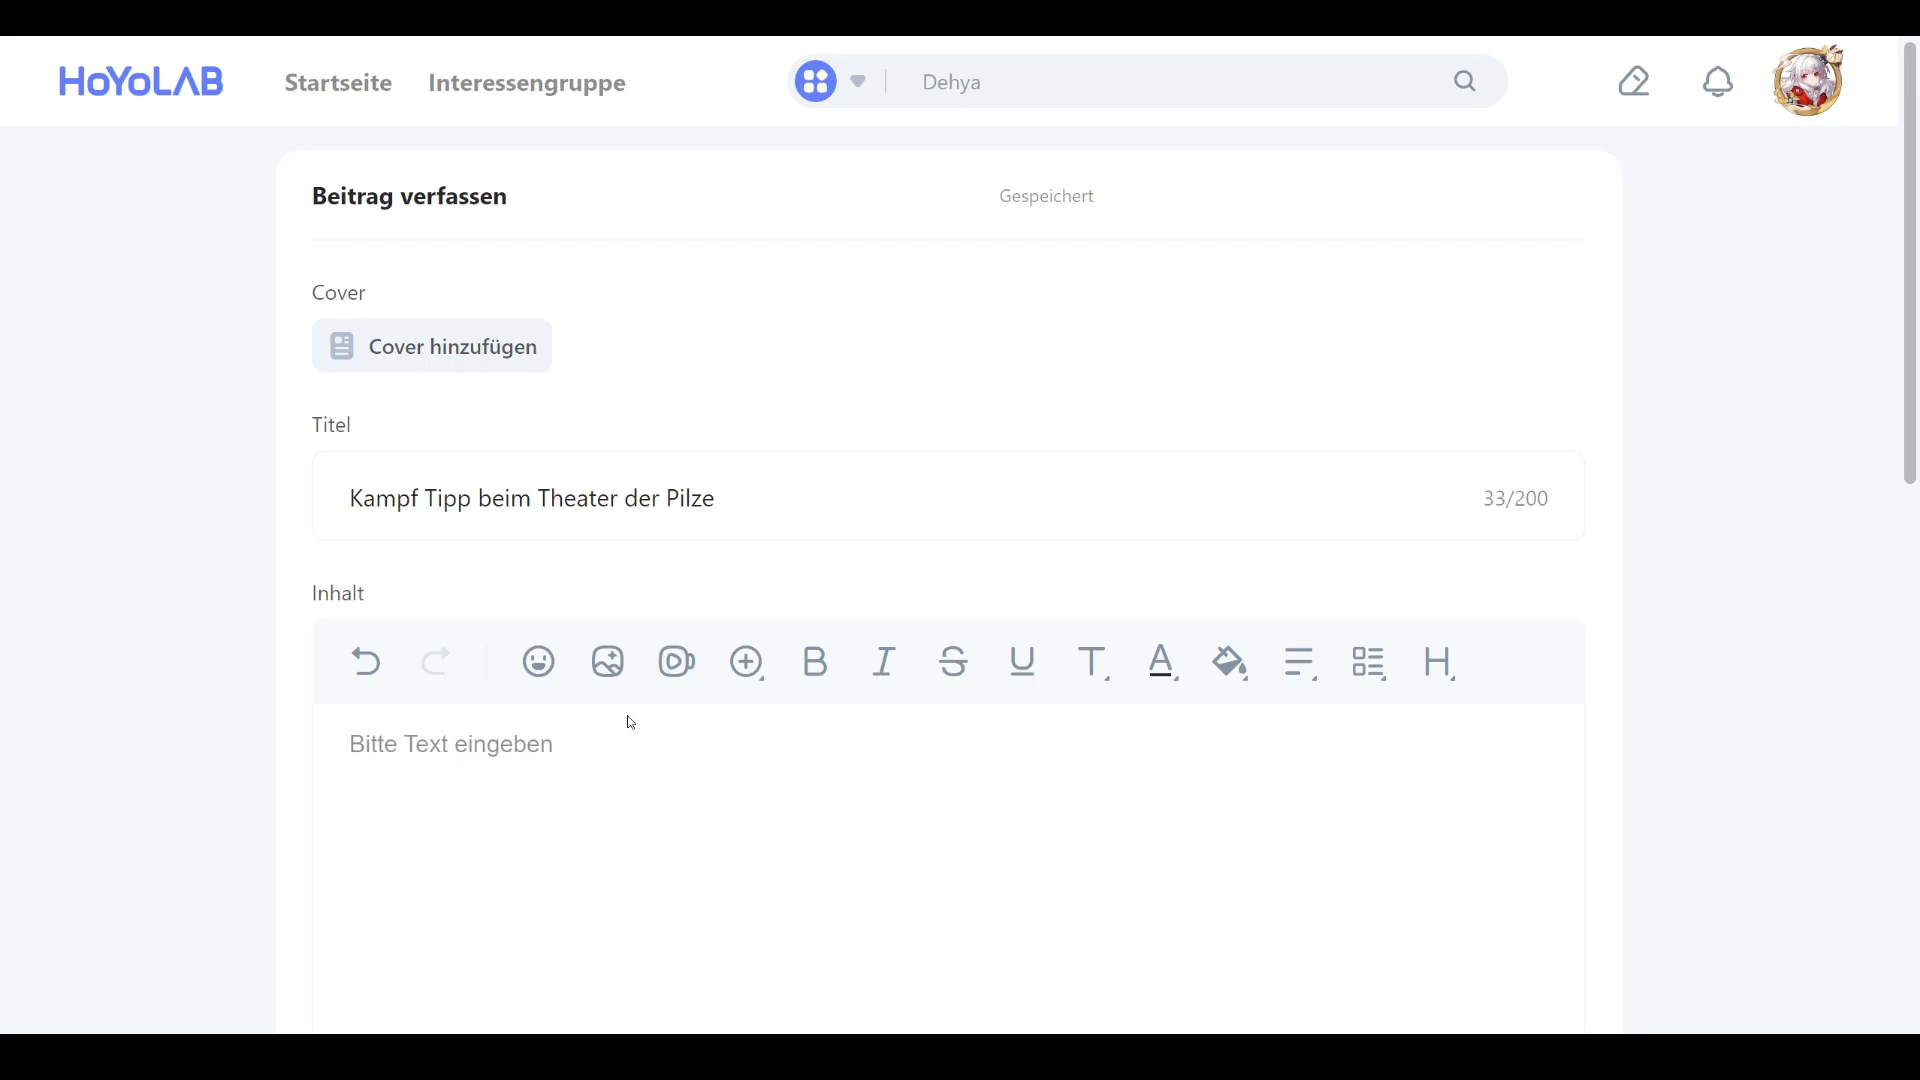 HoYoLAB
Startseite
Interessengruppe
Dehya
Beitrag verfassen
Gespeichert
Cover
Cover hinzufügen
Titel
Kampf Tipp beim Theater der Pilze
33/200
Inhalt
Bitte Text eingeben